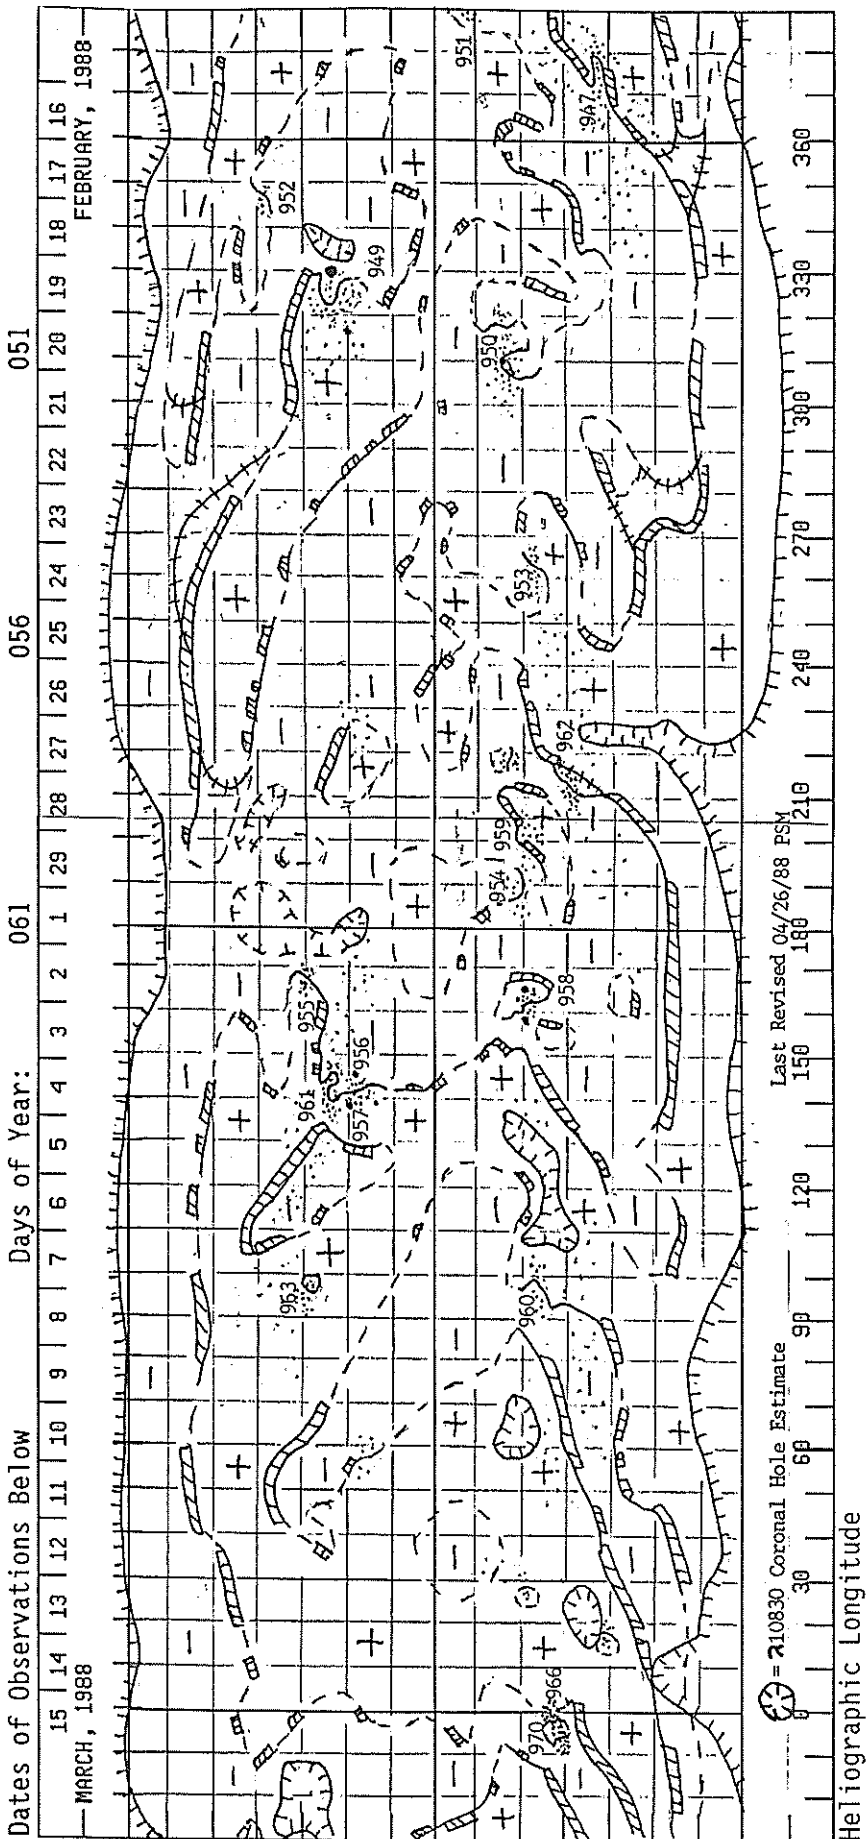 Dates of Observations Below Days of Year: 061 056 051
15 14 13 12 11 10 9 8 7 6 5 4 3 2 1 29 28 27 26 25 24 23 22 21 20 19 18 17 16
MARCH, 1988 FEBRUARY, 1988
963 961 955 952
957 956 949
970 966 960 958 954 959 962 953 950 947 951
= λ10830 Coronal Hole Estimate Last Revised 04/26/88 PSM
0 30 60 90 120 150 180 210 240 270 300 330 360
Heliographic Longitude